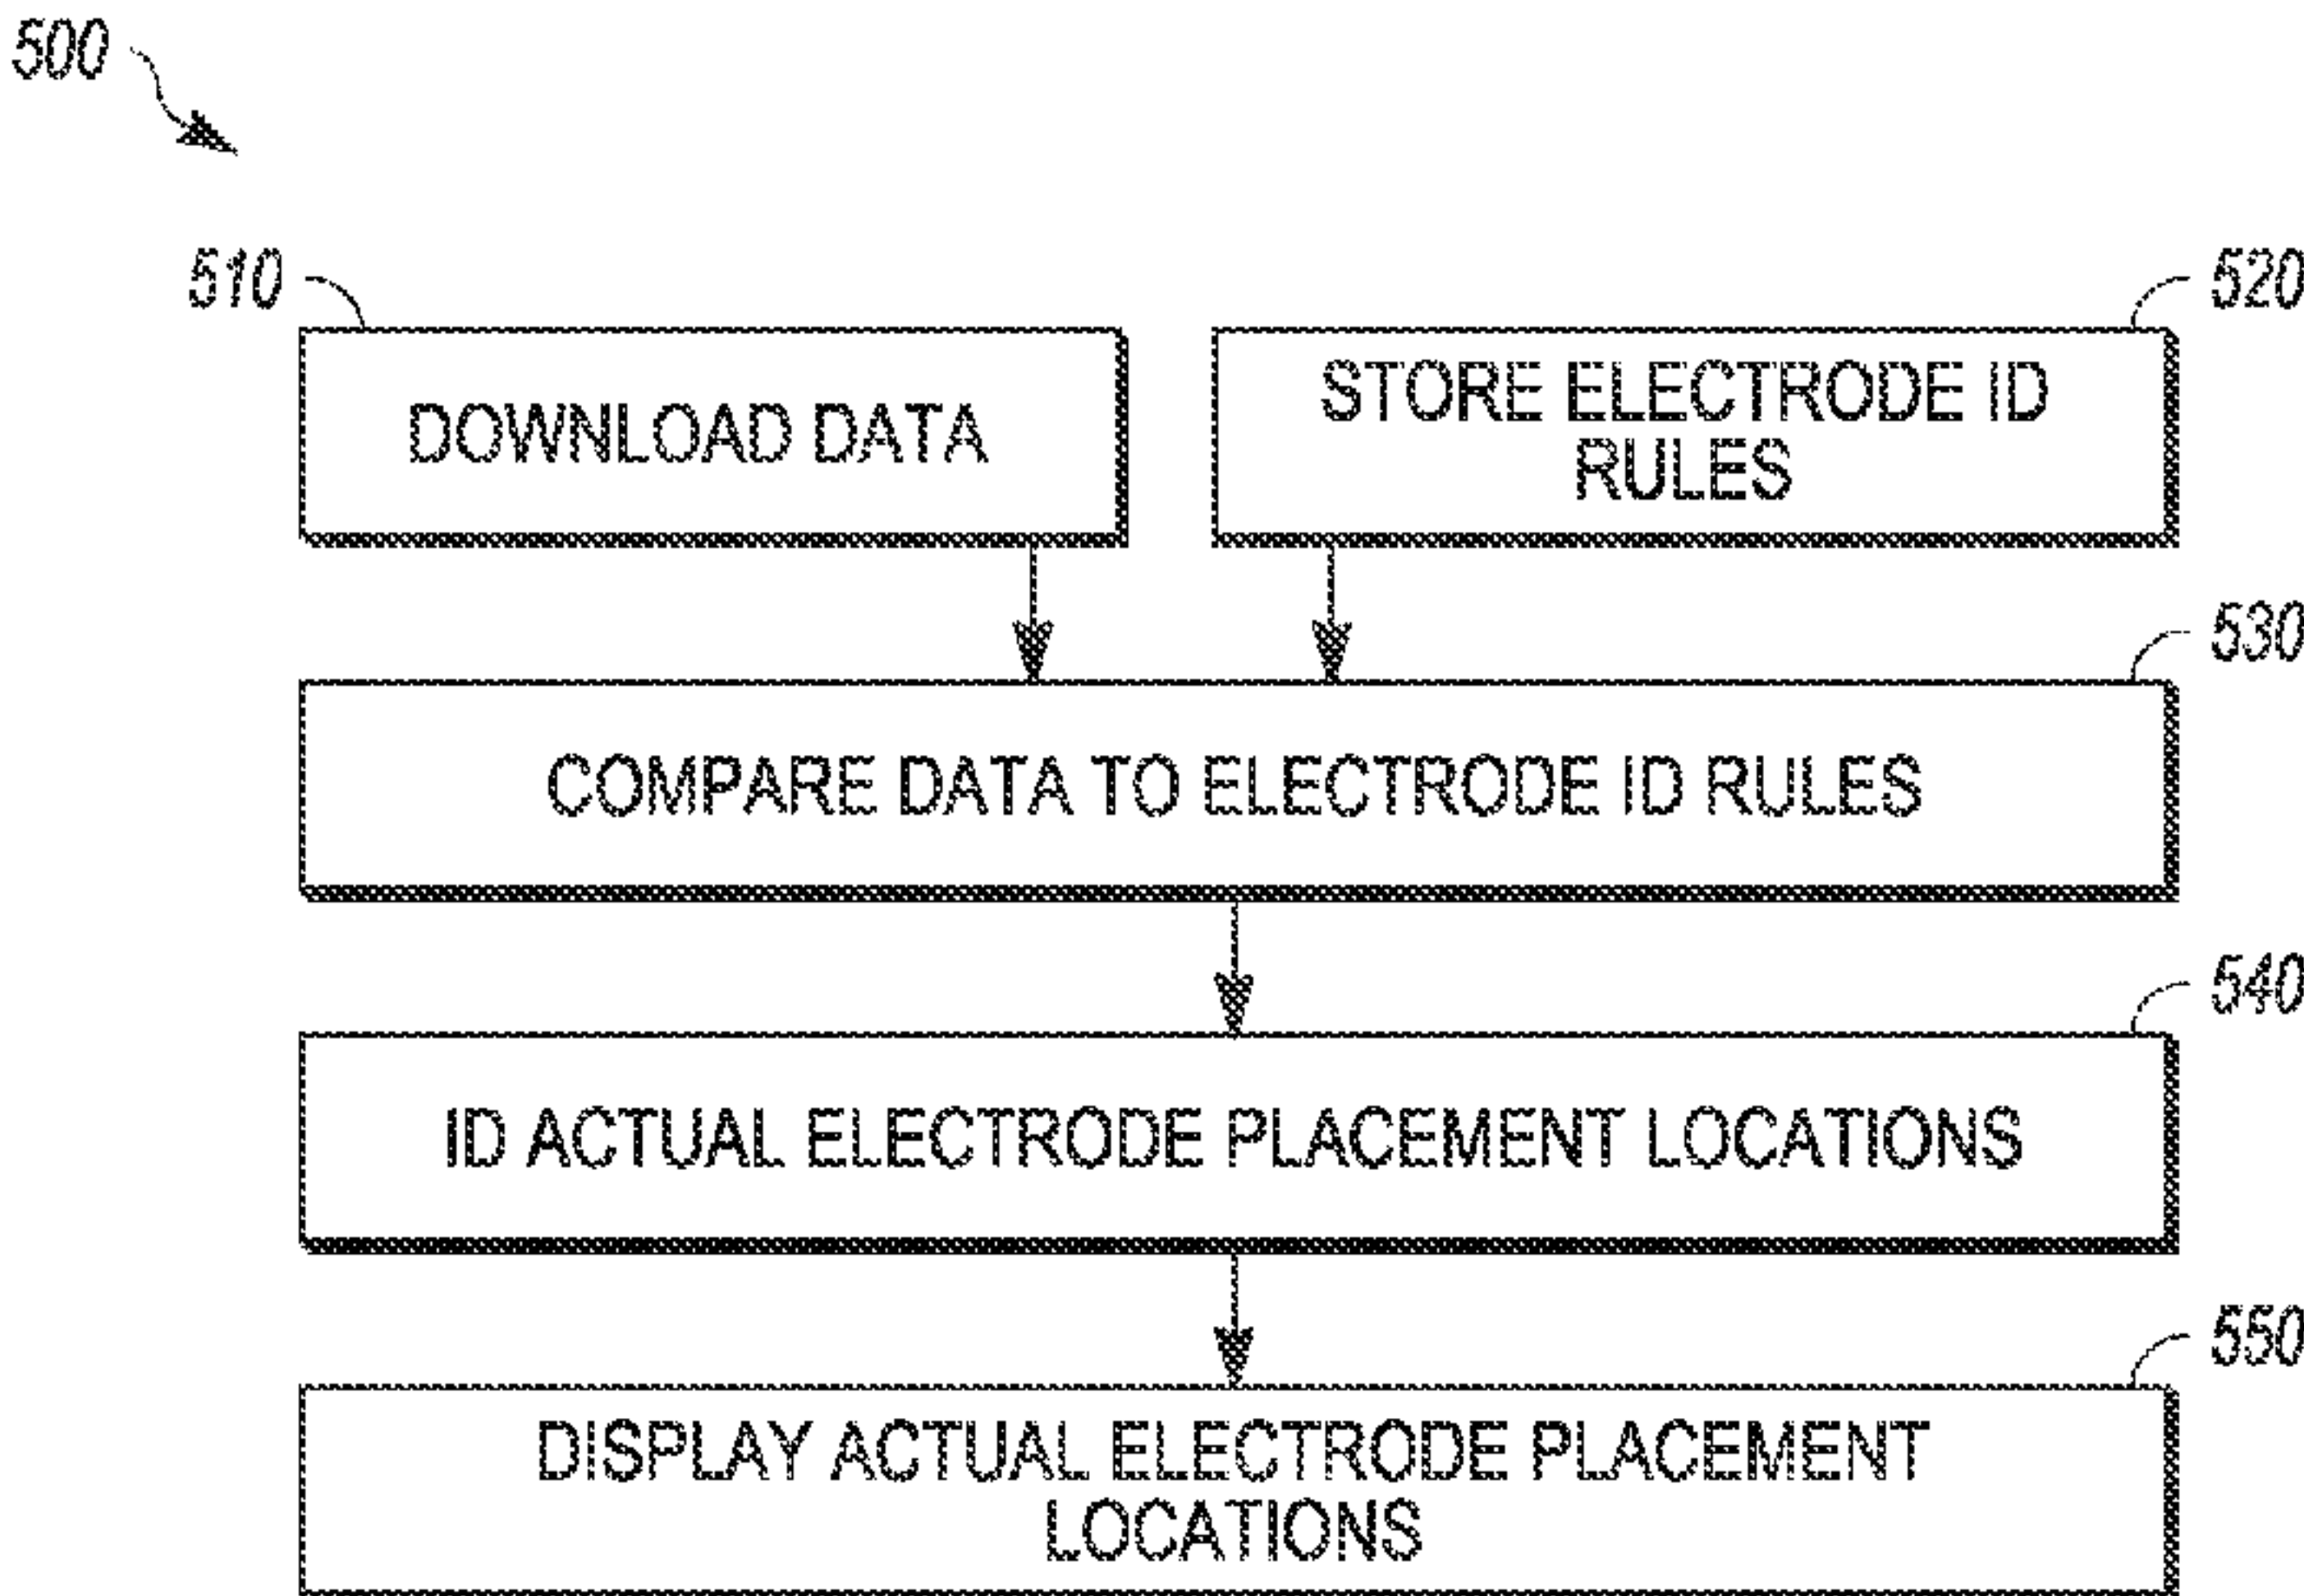 500
510
520
DOWNLOAD DATA
STORE ELECTRODE ID
RULES
530
COMPARE DATA TO ELECTRODE ID RULES
540
ID ACTUAL ELECTRODE PLACEMENT LOCATIONS
550
DISPLAY ACTUAL ELECTRODE PLACEMENT
LOCATIONS